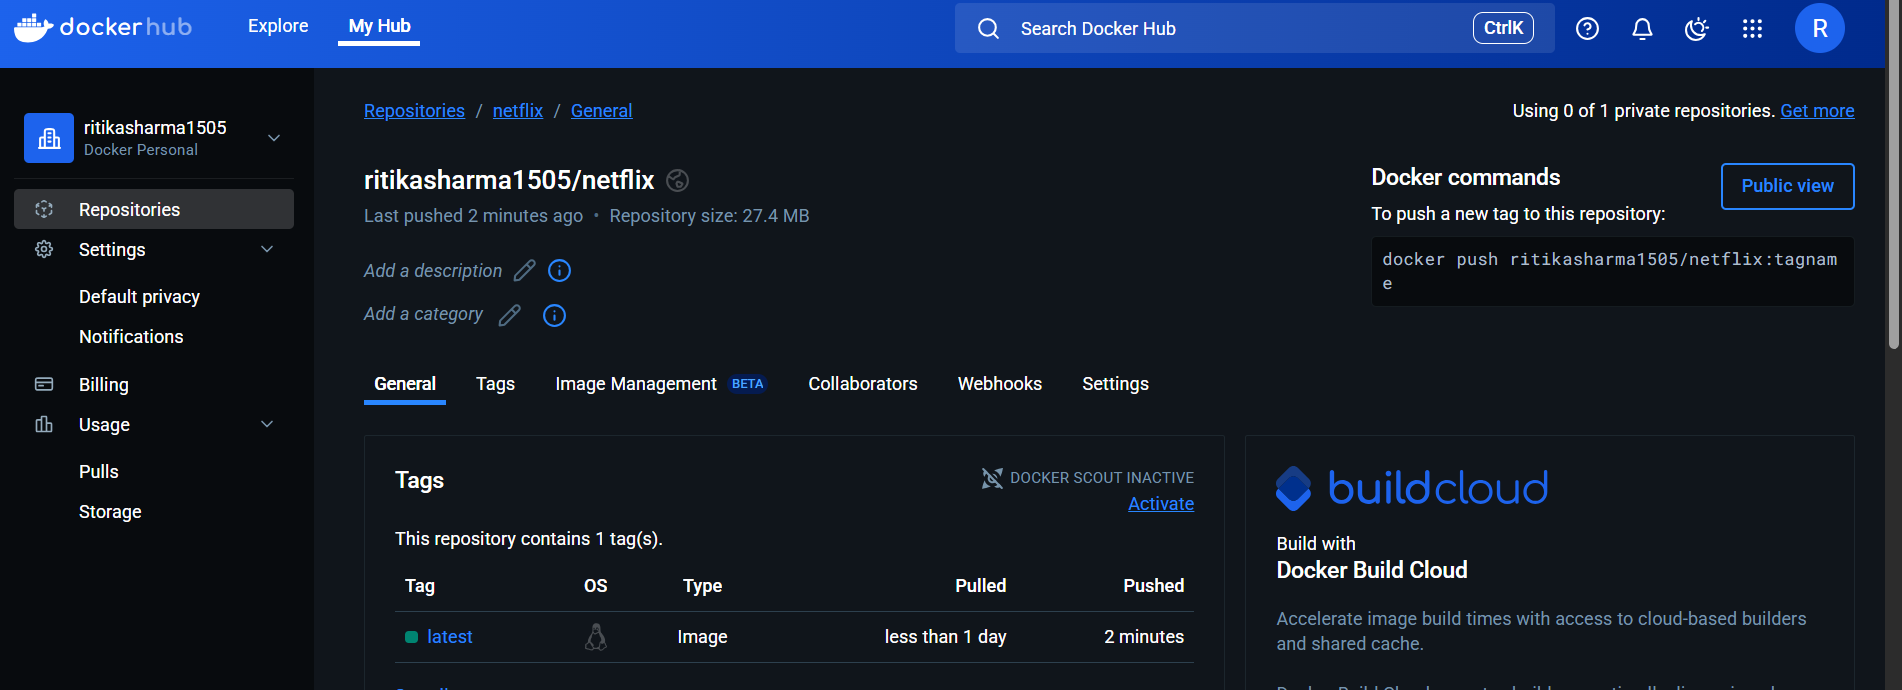 dockerhub
Explore
My Hub
Search Docker Hub
CtrlK
R
ritikasharma1505
Docker Personal
Repositories
Settings
Default privacy
Notifications
Billing
Usage
Pulls
Storage
Repositories / netflix / General
Using 0 of 1 private repositories. Get more
ritikasharma1505/netflix
Last pushed 2 minutes ago • Repository size: 27.4 MB
Add a description
Add a category
Docker commands
Public view
To push a new tag to this repository:
docker push ritikasharma1505/netflix:tagnam
e
General Tags Image Management BETA Collaborators Webhooks Settings
Tags
DOCKER SCOUT INACTIVE
Activate
This repository contains 1 tag(s).
Tag OS Type Pulled Pushed
latest Image less than 1 day 2 minutes
buildcloud
Build with
Docker Build Cloud
Accelerate image build times with access to cloud-based builders
and shared cache.